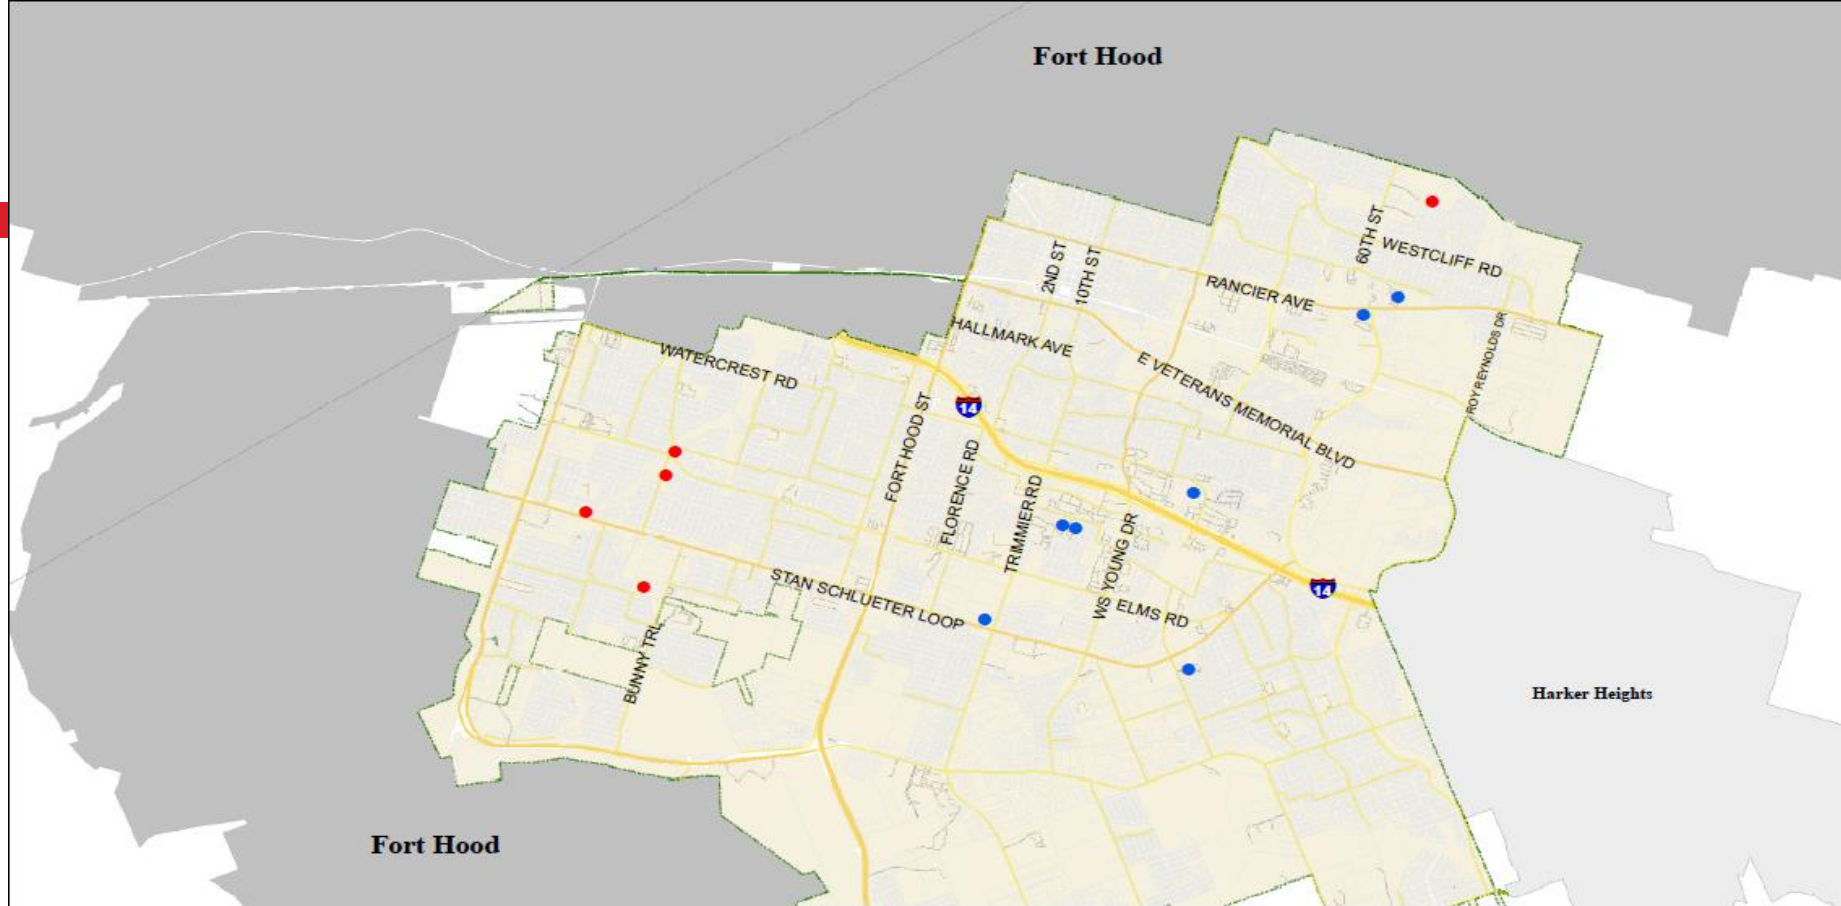 Fort Hood
60TH ST
WESTCLIFF RD
2ND ST
10TH ST
RANCIER AVE
HALLMARK AVE
WATERCREST RD
E VETERANS MEMORIAL BLVD
ROY REYNOLDS DR
14
FORT HOOD ST
FLORENCE RD
TRIMMIER RD
WS YOUNG DR
STAN SCHLUETER LOOP
ELMS RD
14
BUNNY TRL
Harker Heights
Fort Hood